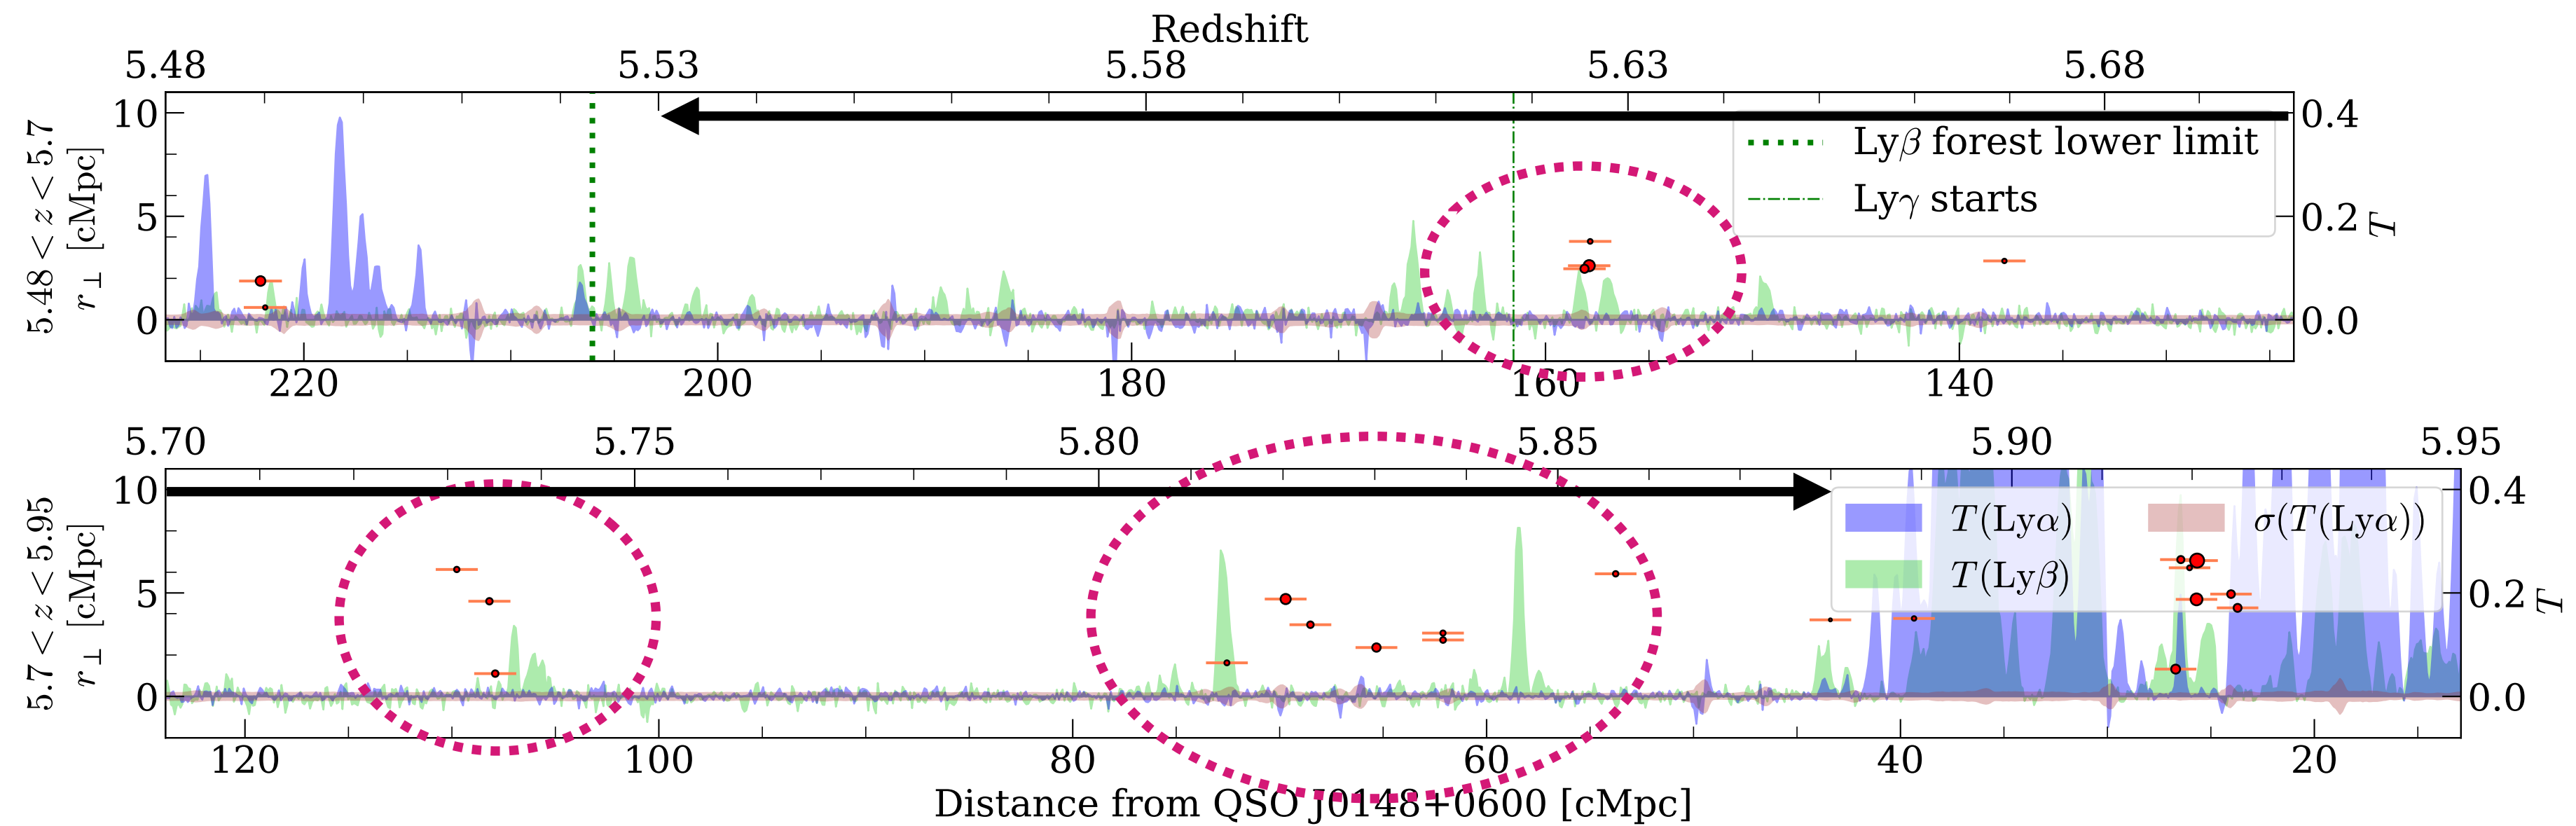 Redshift
5.48 5.53 5.58 5.63 5.68
5.48 < z < 5.7
r⊥ [cMpc]
10
5
0
Lyβ forest lower limit
Lyγ starts
0.4
0.2
0.0
T
220 200 180 160 140
5.70 5.75 5.80 5.85 5.90 5.95
5.7 < z < 5.95
r⊥ [cMpc]
10
5
0
T(Lyα) σ(T(Lyα))
T(Lyβ)
0.4
0.2
0.0
T
120 100 80 60 40 20
Distance from QSO J0148+0600 [cMpc]